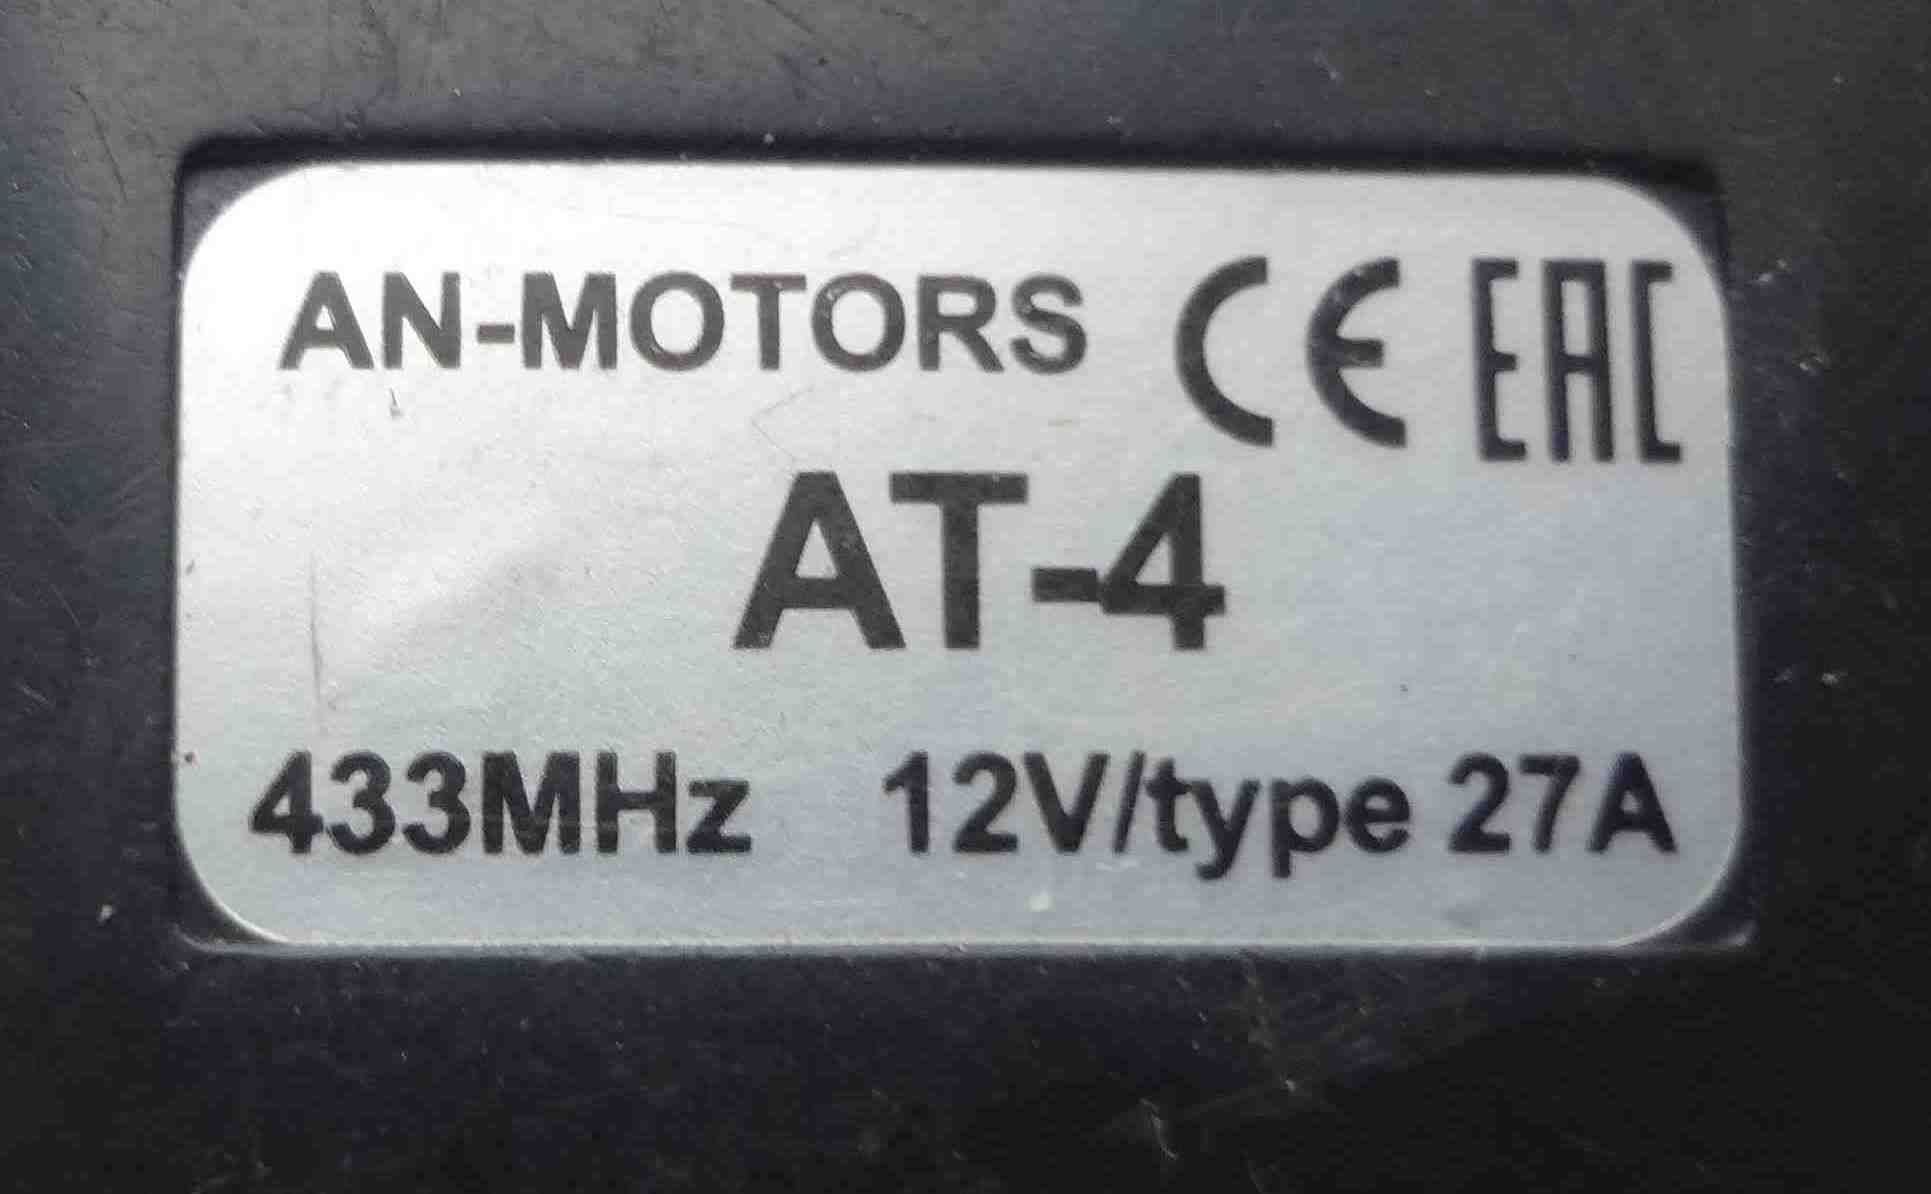 AN-MOTORS CE EAC
AT-4
433MHz 12V/type 27A